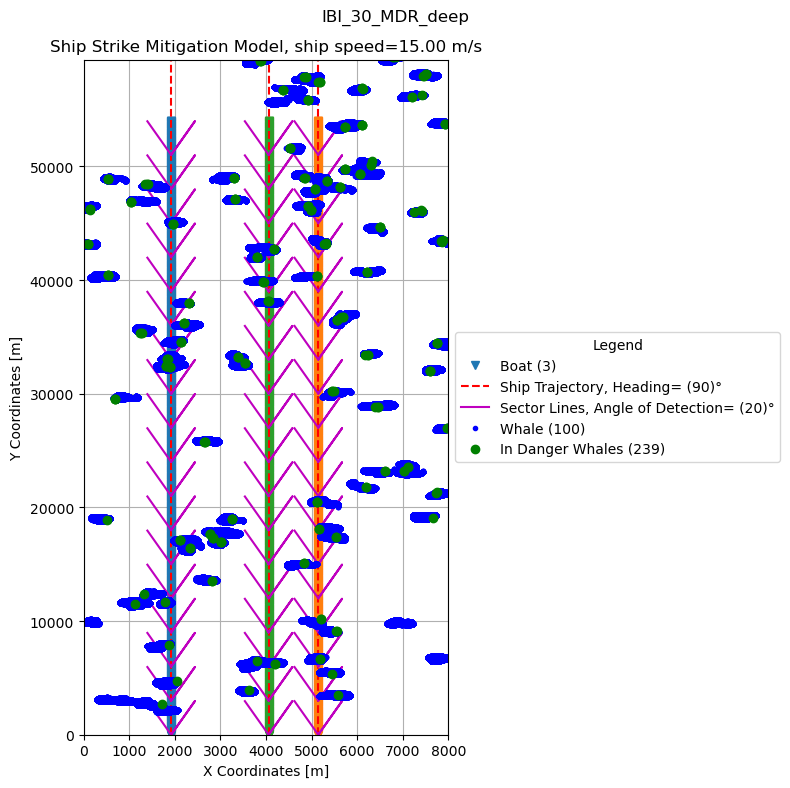 IBI_30_MDR_deep
Ship Strike Mitigation Model, ship speed=15.00 m/s
50000
40000
30000
20000
10000
0
Y Coordinates [m]
0 1000 2000 3000 4000 5000 6000 7000 8000
X Coordinates [m]
Legend
Boat (3)
Ship Trajectory, Heading= (90)°
Sector Lines, Angle of Detection= (20)°
Whale (100)
In Danger Whales (239)